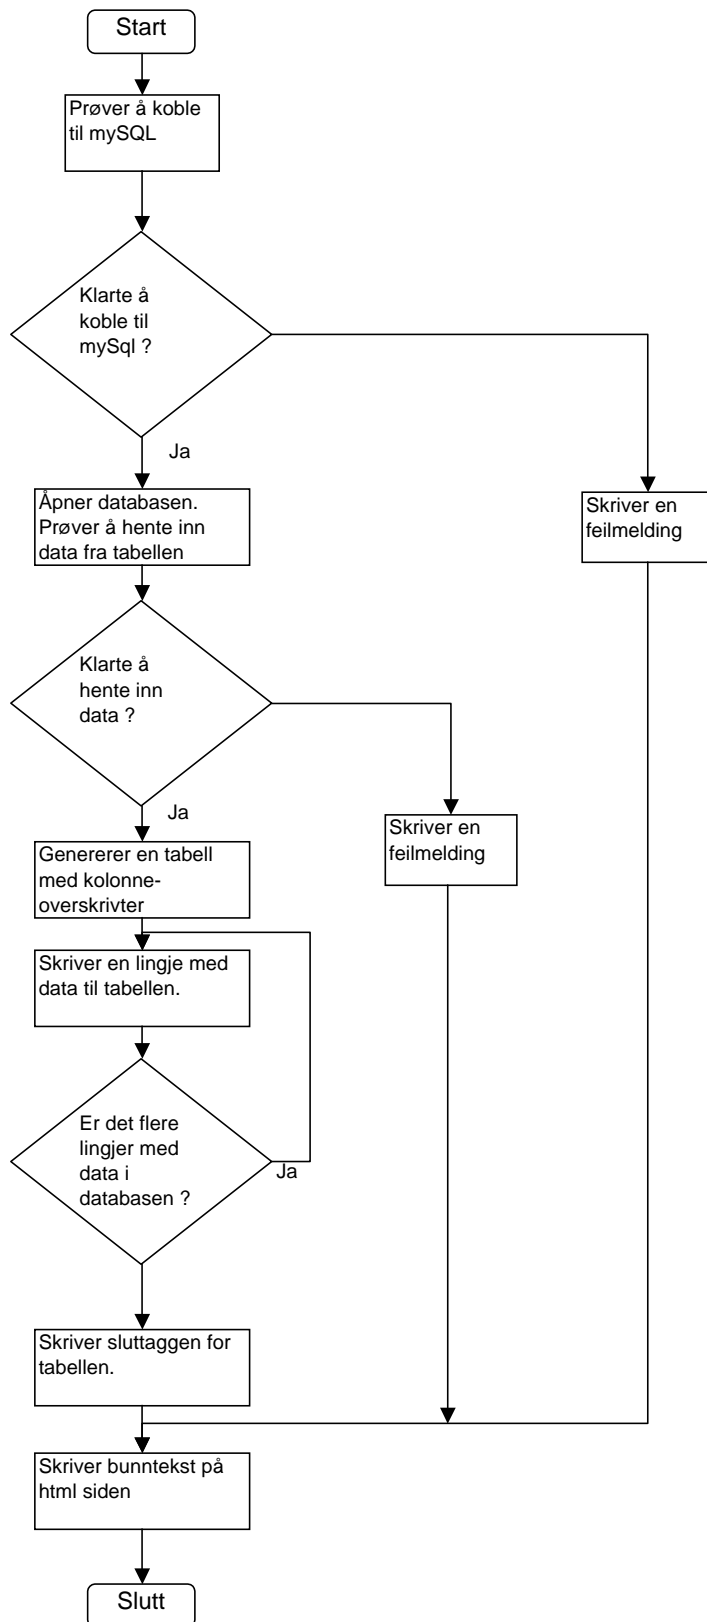 Start
Prøver å koble
til mySQL
Klarte å
koble til
mySql ?
Ja
Åpner databasen.
Prøver å hente inn
data fra tabellen
Skriver en
feilmelding
Klarte å
hente inn
data ?
Ja
Skriver en
feilmelding
Genererer en tabell
med kolonne-
overskrivter
Skriver en lingje med
data til tabellen.
Er det flere
lingjer med
data i
databasen ?
Ja
Skriver sluttaggen for
tabellen.
Skriver bunntekst på
html siden
Slutt